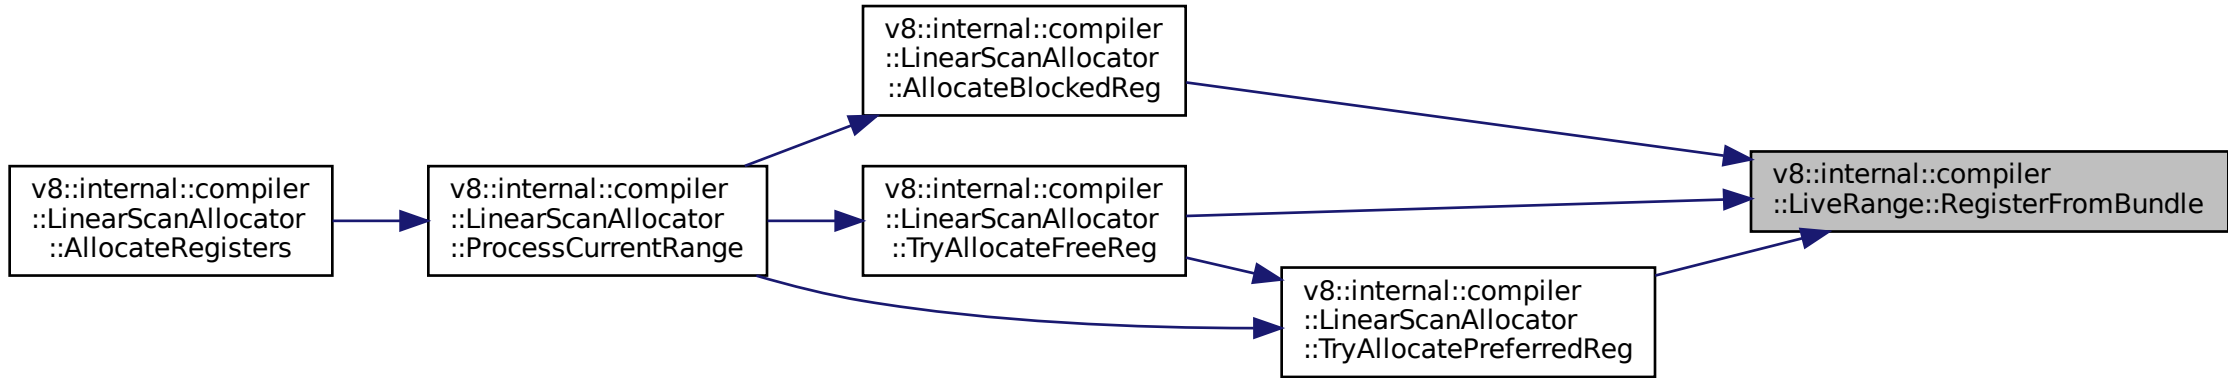 v8::internal::compiler
::LinearScanAllocator
::AllocateRegisters
v8::internal::compiler
::LinearScanAllocator
::ProcessCurrentRange
v8::internal::compiler
::LinearScanAllocator
::AllocateBlockedReg
v8::internal::compiler
::LinearScanAllocator
::TryAllocateFreeReg
v8::internal::compiler
::LinearScanAllocator
::TryAllocatePreferredReg
v8::internal::compiler
::LiveRange::RegisterFromBundle